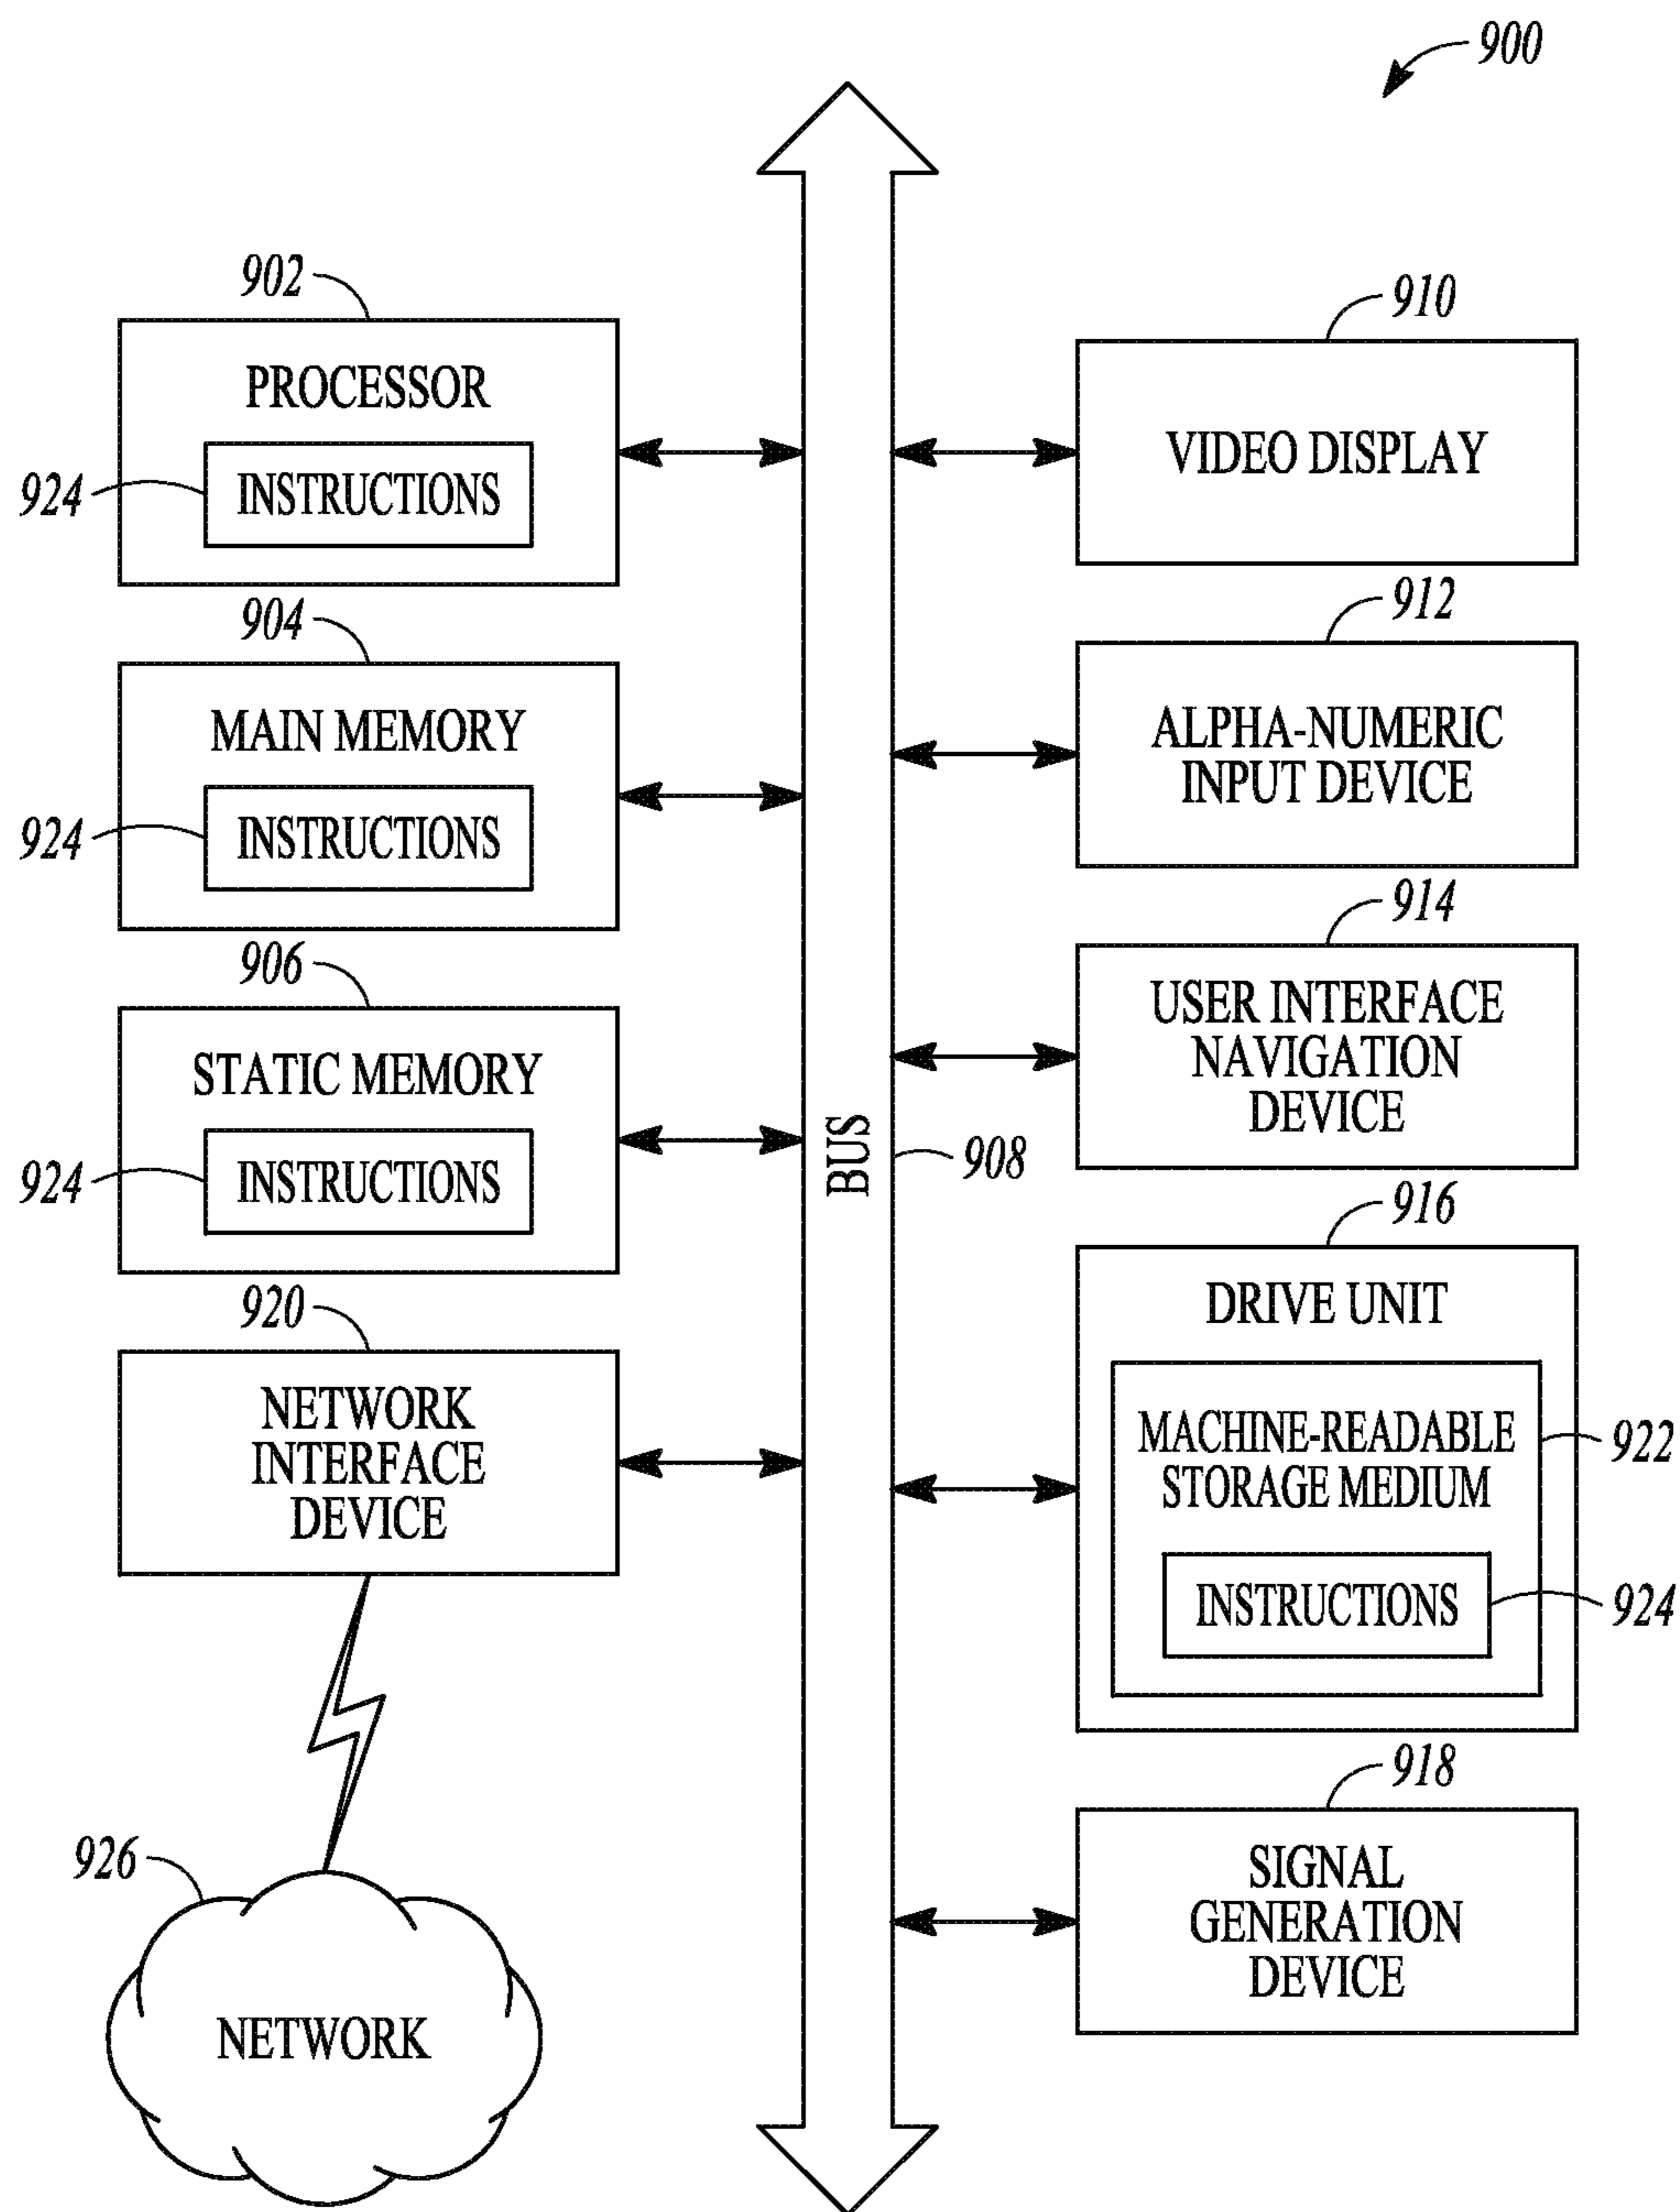 900
902
PROCESSOR
924
INSTRUCTIONS
904
MAIN MEMORY
924
INSTRUCTIONS
906
STATIC MEMORY
924
INSTRUCTIONS
920
NETWORK
INTERFACE
DEVICE
926
NETWORK
BUS
908
910
VIDEO DISPLAY
912
ALPHA-NUMERIC
INPUT DEVICE
914
USER INTERFACE
NAVIGATION
DEVICE
916
DRIVE UNIT
MACHINE-READABLE
STORAGE MEDIUM
922
INSTRUCTIONS
924
918
SIGNAL
GENERATION
DEVICE